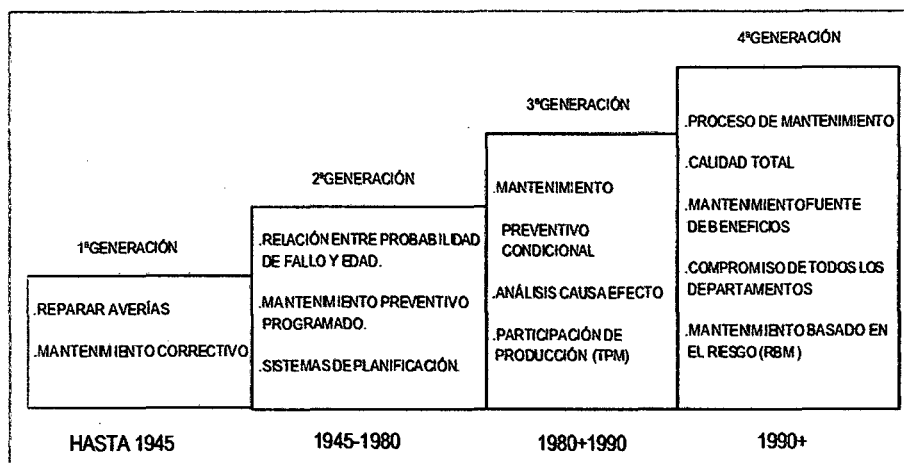 1ªGENERACIÓN
.REPARAR AVERÍAS
.MANTENIMIENTO CORRECTIVO
HASTA 1945
2ªGENERACIÓN
.RELACIÓN ENTRE PROBABILIDAD
DE FALLO Y EDAD.
.MANTENIMIENTO PREVENTIVO
PROGRAMADO.
.SISTEMAS DE PLANIFICACIÓN.
1945-1980
3ªGENERACIÓN
.MANTENIMIENTO
PREVENTIVO
CONDICIONAL
.ANÁLISIS CAUSA EFECTO
.PARTICIPACIÓN DE
PRODUCCIÓN (TPM)
1980+1990
4ªGENERACIÓN
.PROCESO DE MANTENIMIENTO
.CALIDAD TOTAL
.MANTENIMIENTO FUENTE
DE BENEFICIOS
.COMPROMISO DE TODOS LOS
DEPARTAMENTOS
.MANTENIMIENTO BASADO EN
EL RIESGO (RBM)
1990+